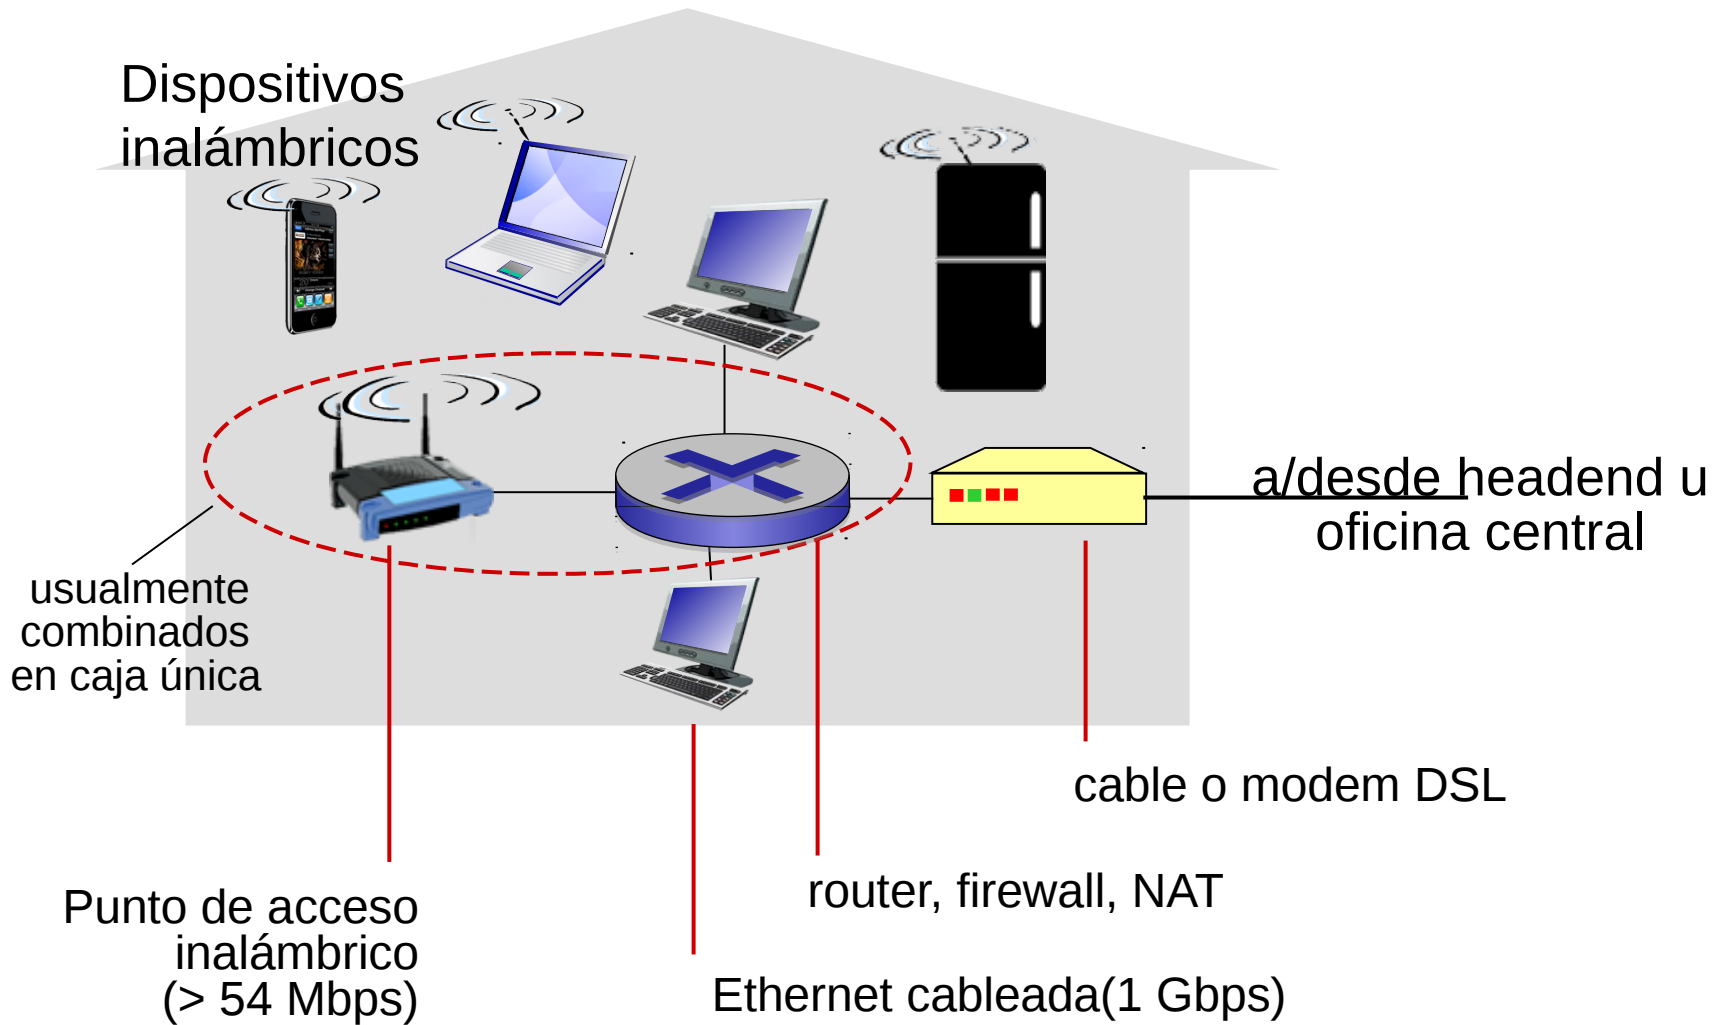 Dispositivos
inalámbricos
a/desde headend u
oficina central
usualmente
combinados
en caja única
cable o modem DSL
router, firewall, NAT
Punto de acceso
inalámbrico
(> 54 Mbps)
Ethernet cableada(1 Gbps)